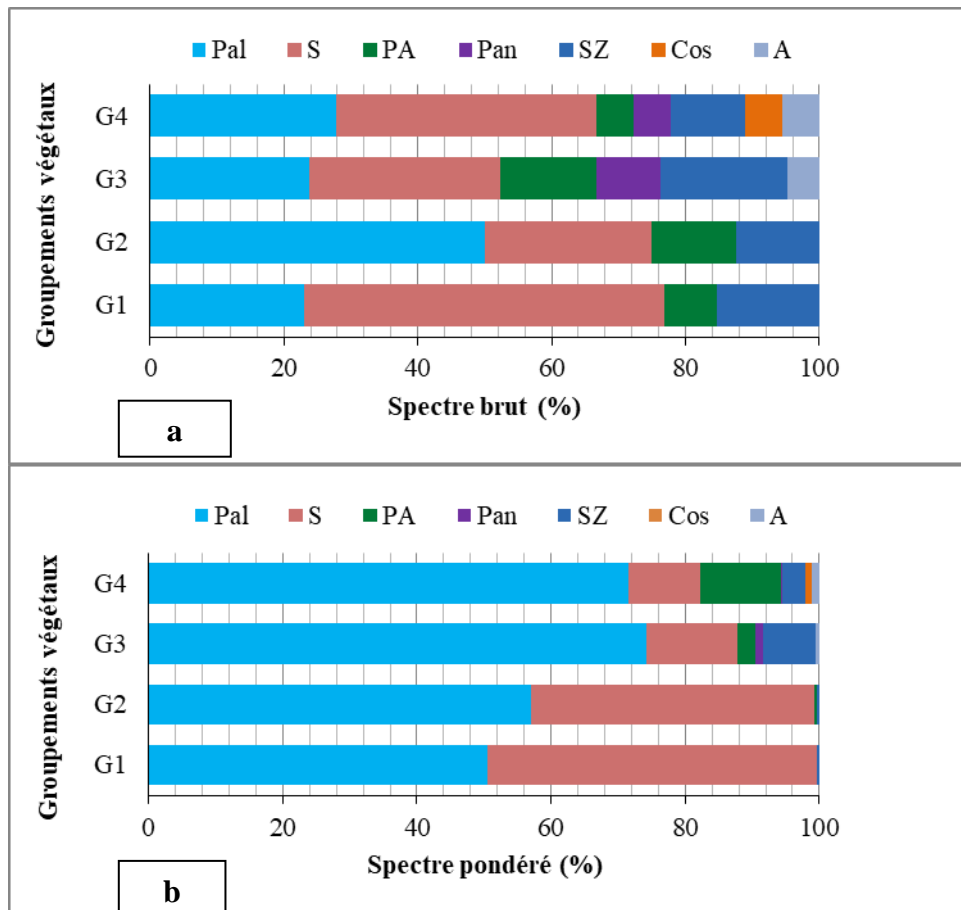 Pal S PA Pan SZ Cos A
Groupements végétaux
G4
G3
G2
G1
0 20 40 60 80 100
Spectre brut (%)
a
Pal S PA Pan SZ Cos A
Groupements végétaux
G4
G3
G2
G1
0 20 40 60 80 100
Spectre pondéré (%)
b